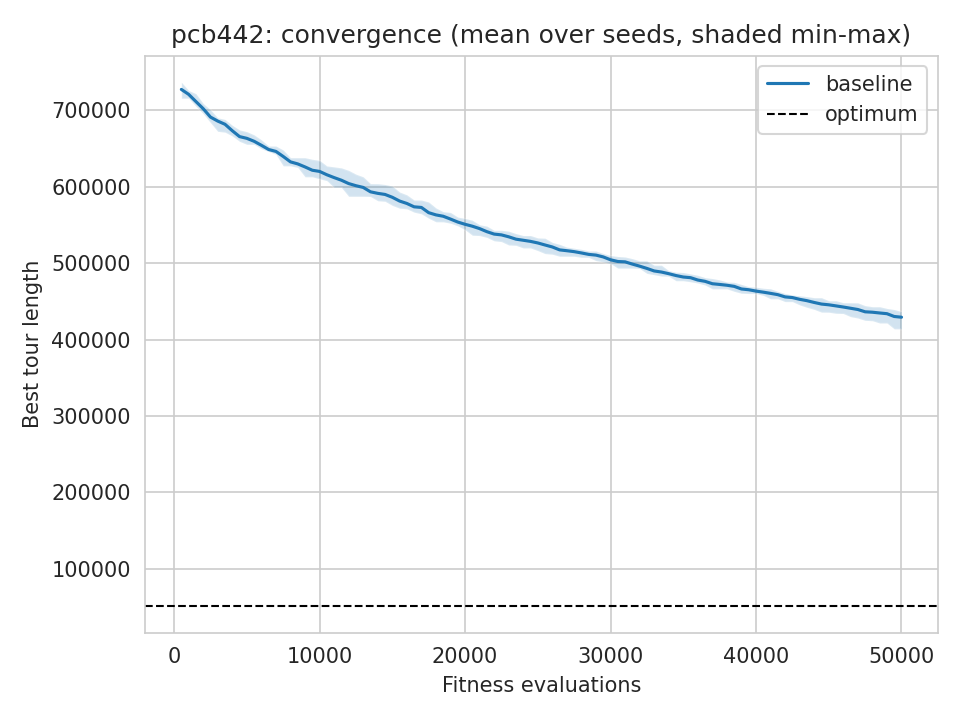 pcb442: convergence (mean over seeds, shaded min-max)
baseline
optimum
Best tour length
700000
600000
500000
400000
300000
200000
100000
0 10000 20000 30000 40000 50000
Fitness evaluations